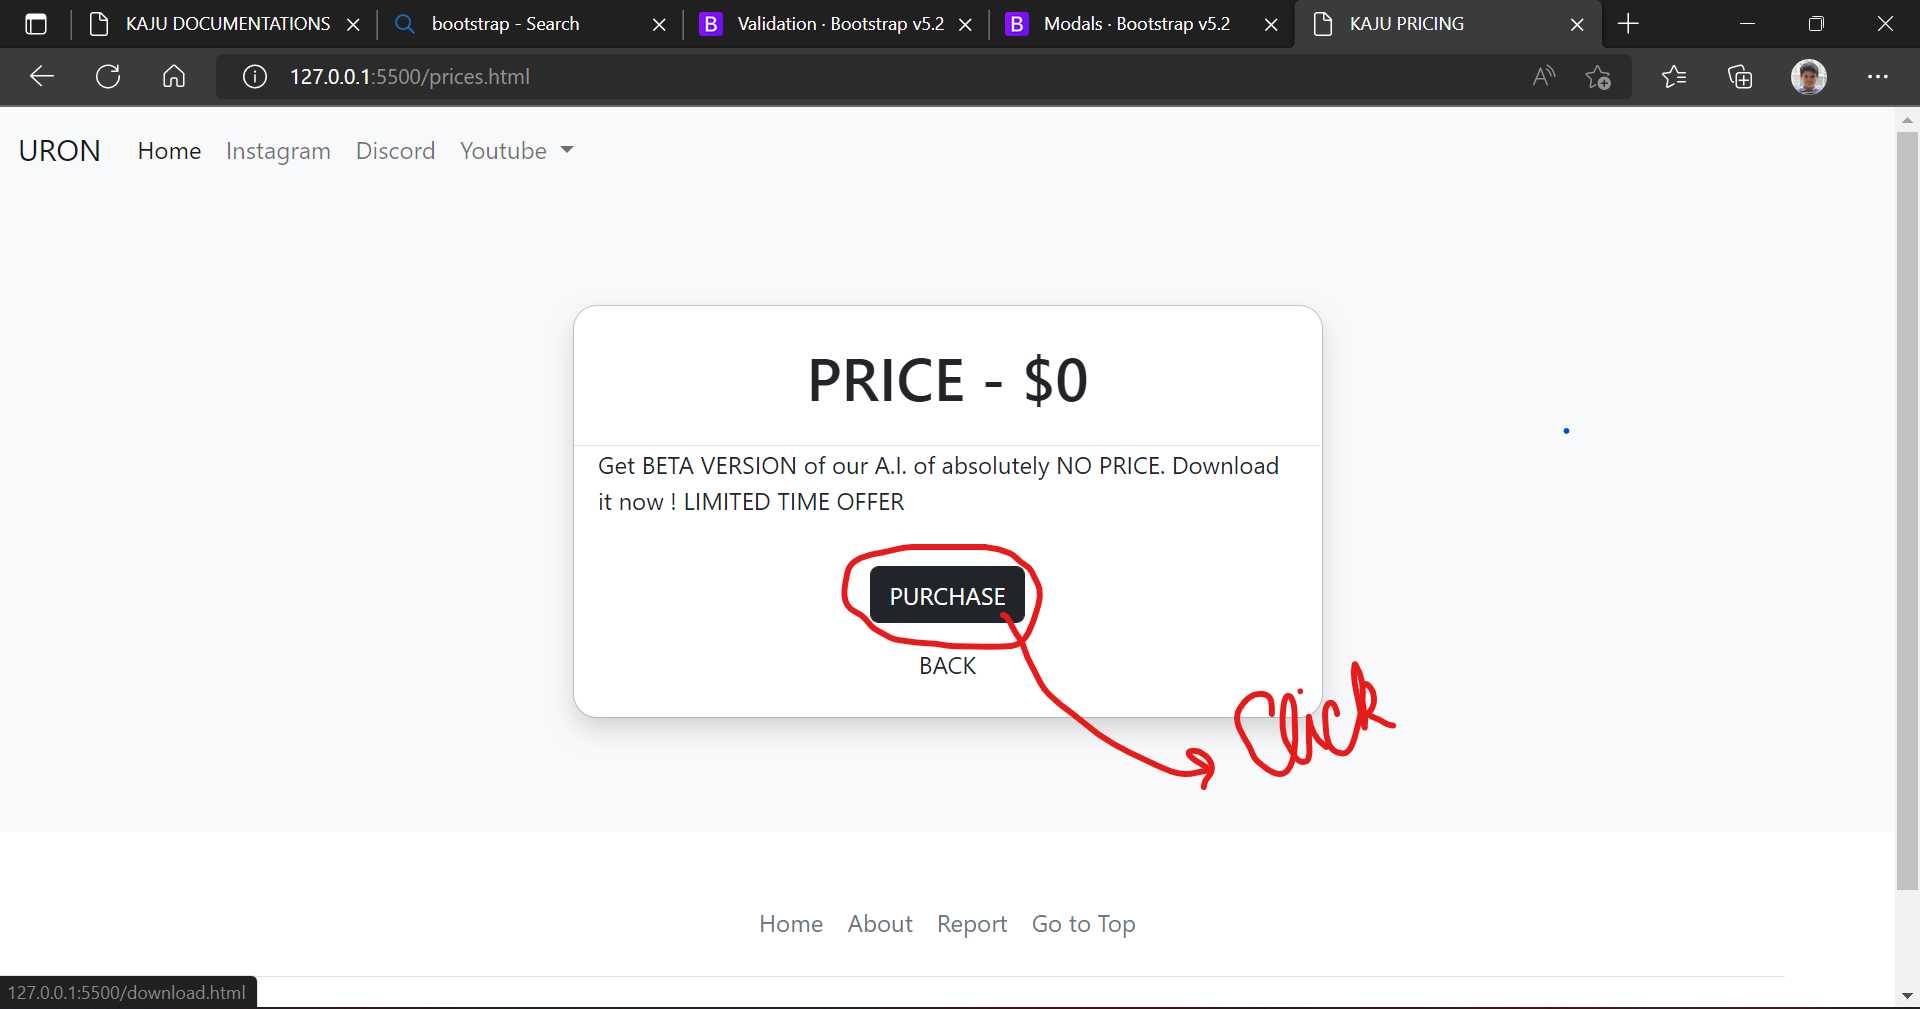 KAJU DOCUMENTATIONS
bootstrap - Search
Validation · Bootstrap v5.2
Modals · Bootstrap v5.2
KAJU PRICING
127.0.0.1:5500/prices.html
URON Home Instagram Discord Youtube
PRICE - $0
Get BETA VERSION of our A.I. of absolutely NO PRICE. Download
it now ! LIMITED TIME OFFER
PURCHASE
BACK
Click
Home About Report Go to Top
127.0.0.1:5500/download.html